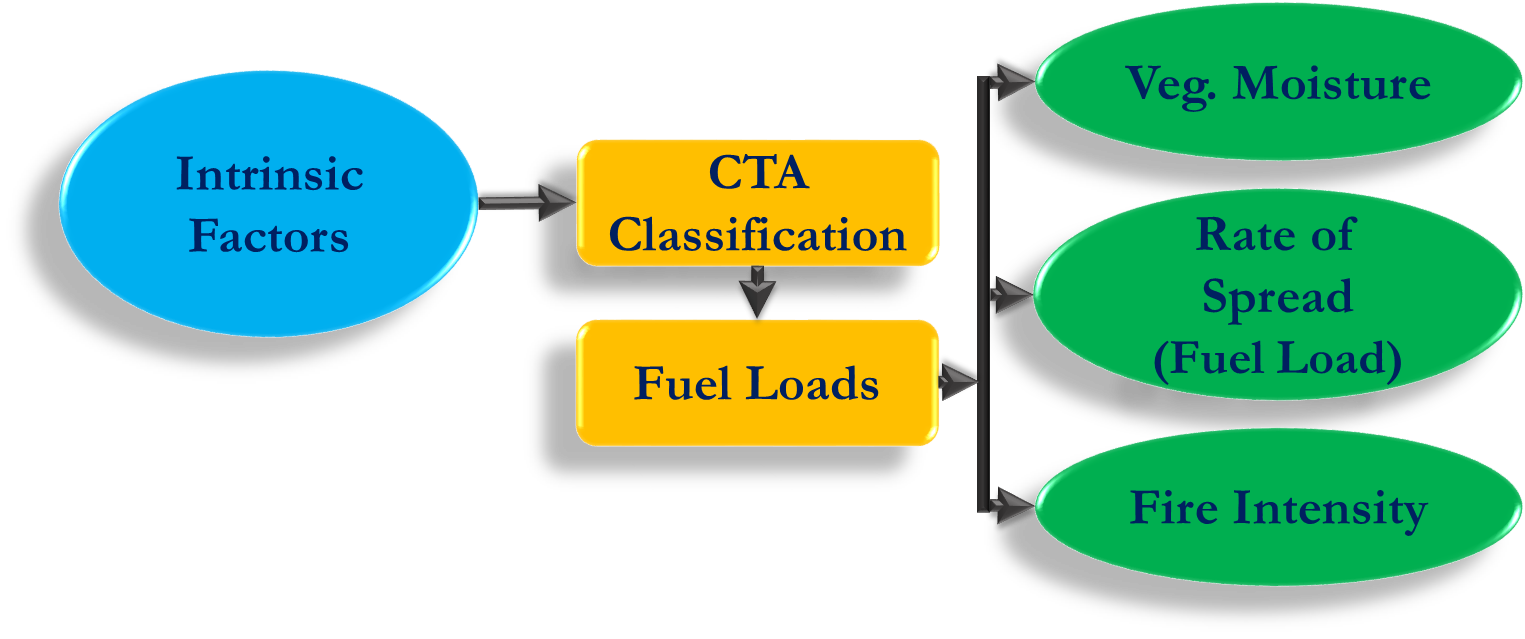 Intrinsic
Factors
CTA
Classification
Fuel Loads
Veg. Moisture
Rate of
Spread
(Fuel Load)
Fire Intensity